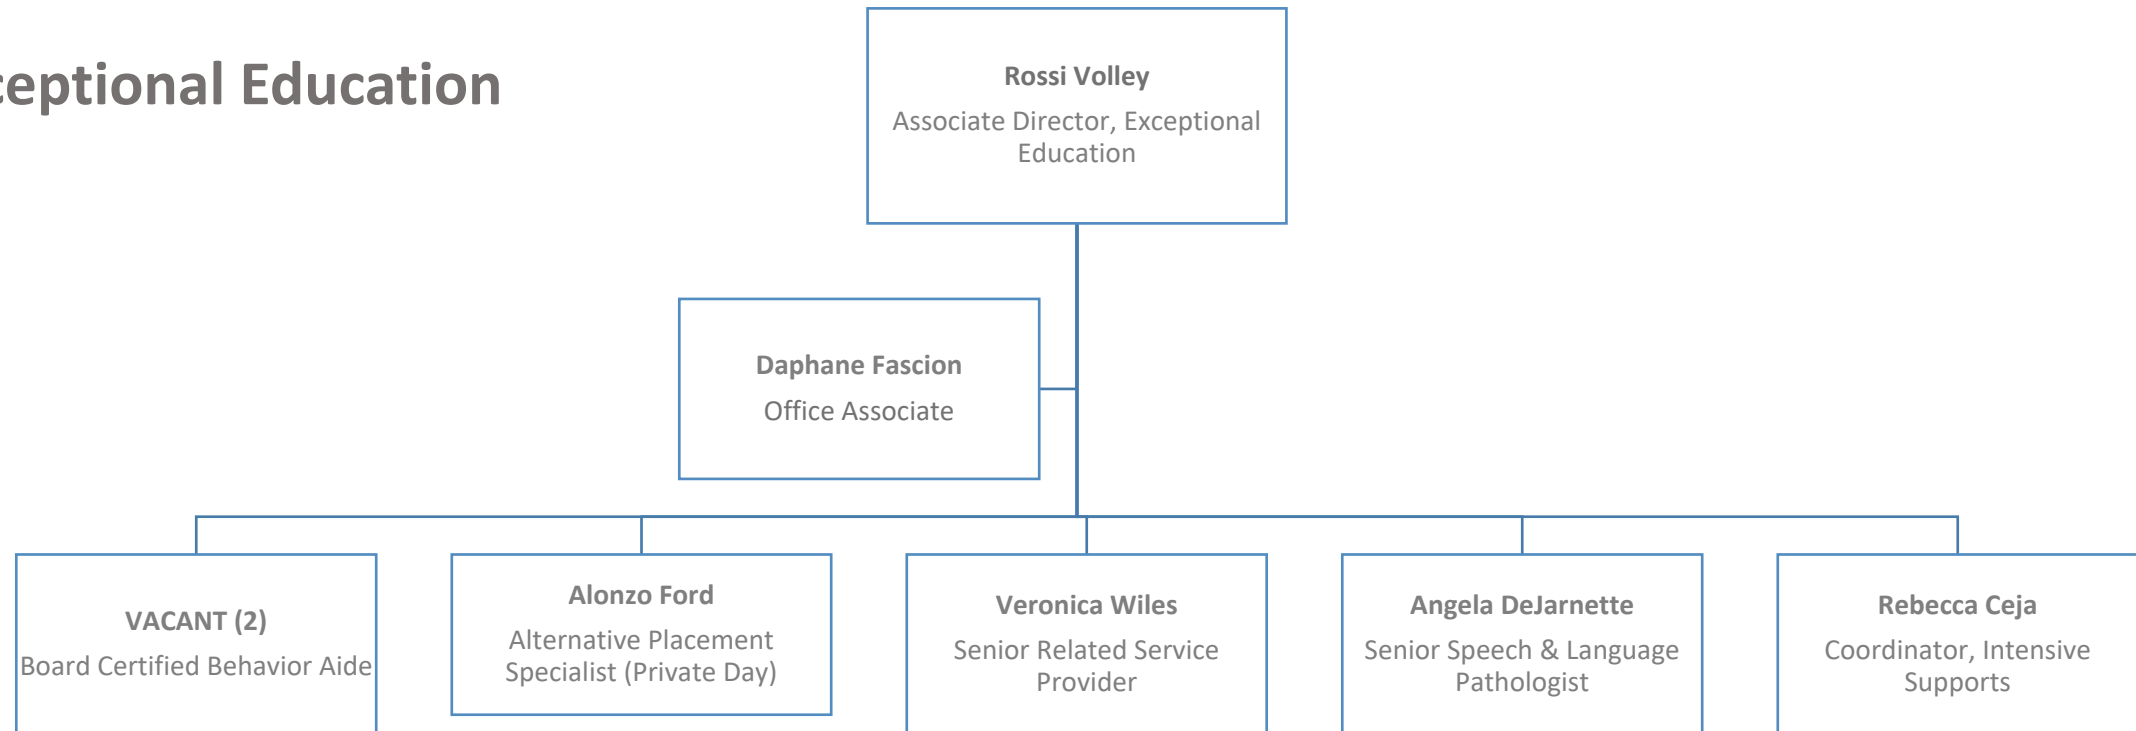 ceptional Education
Rossi Volley
Associate Director, Exceptional
Education
Daphane Fascion
Office Associate
VACANT (2)
Board Certified Behavior Aide
Alonzo Ford
Alternative Placement
Specialist (Private Day)
Veronica Wiles
Senior Related Service
Provider
Angela DeJarnette
Senior Speech & Language
Pathologist
Rebecca Ceja
Coordinator, Intensive
Supports